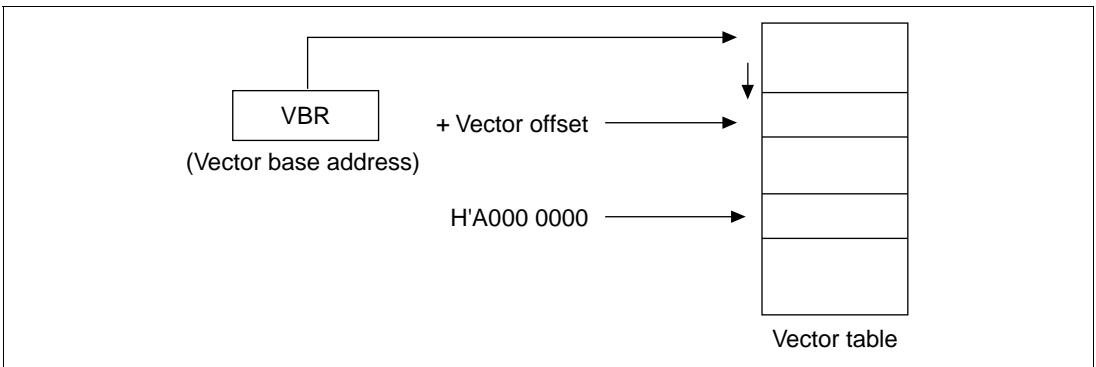 VBR
(Vector base address)
+ Vector offset
H'A000 0000
Vector table